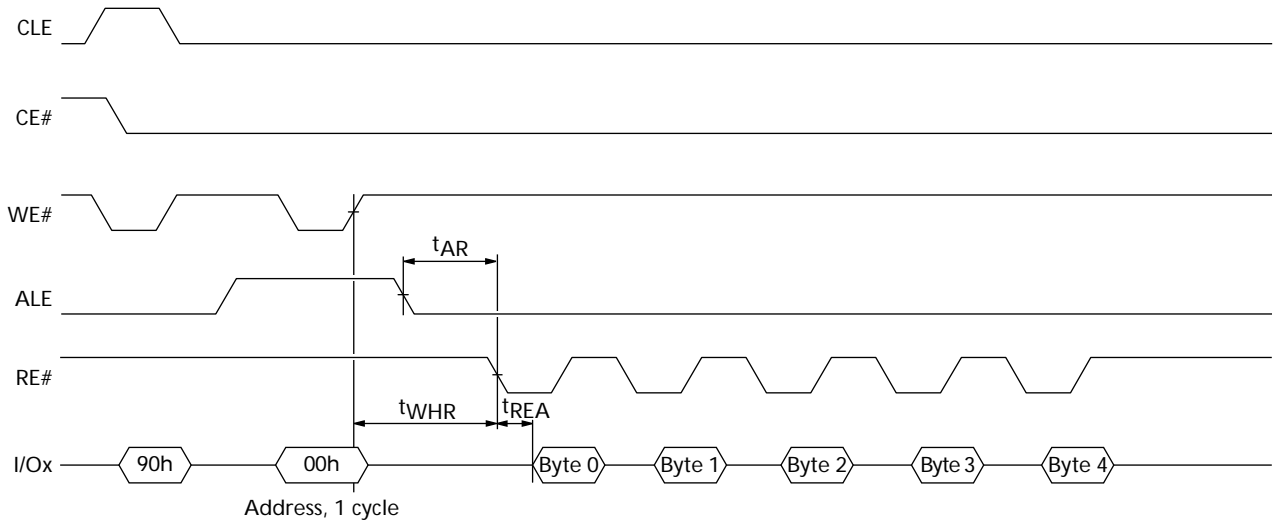 CLE
CE#
WE#
tAR
ALE
RE#
tWHR tREA
I/Ox 90h 00h Byte 0 Byte 1 Byte 2 Byte 3 Byte 4
Address, 1 cycle